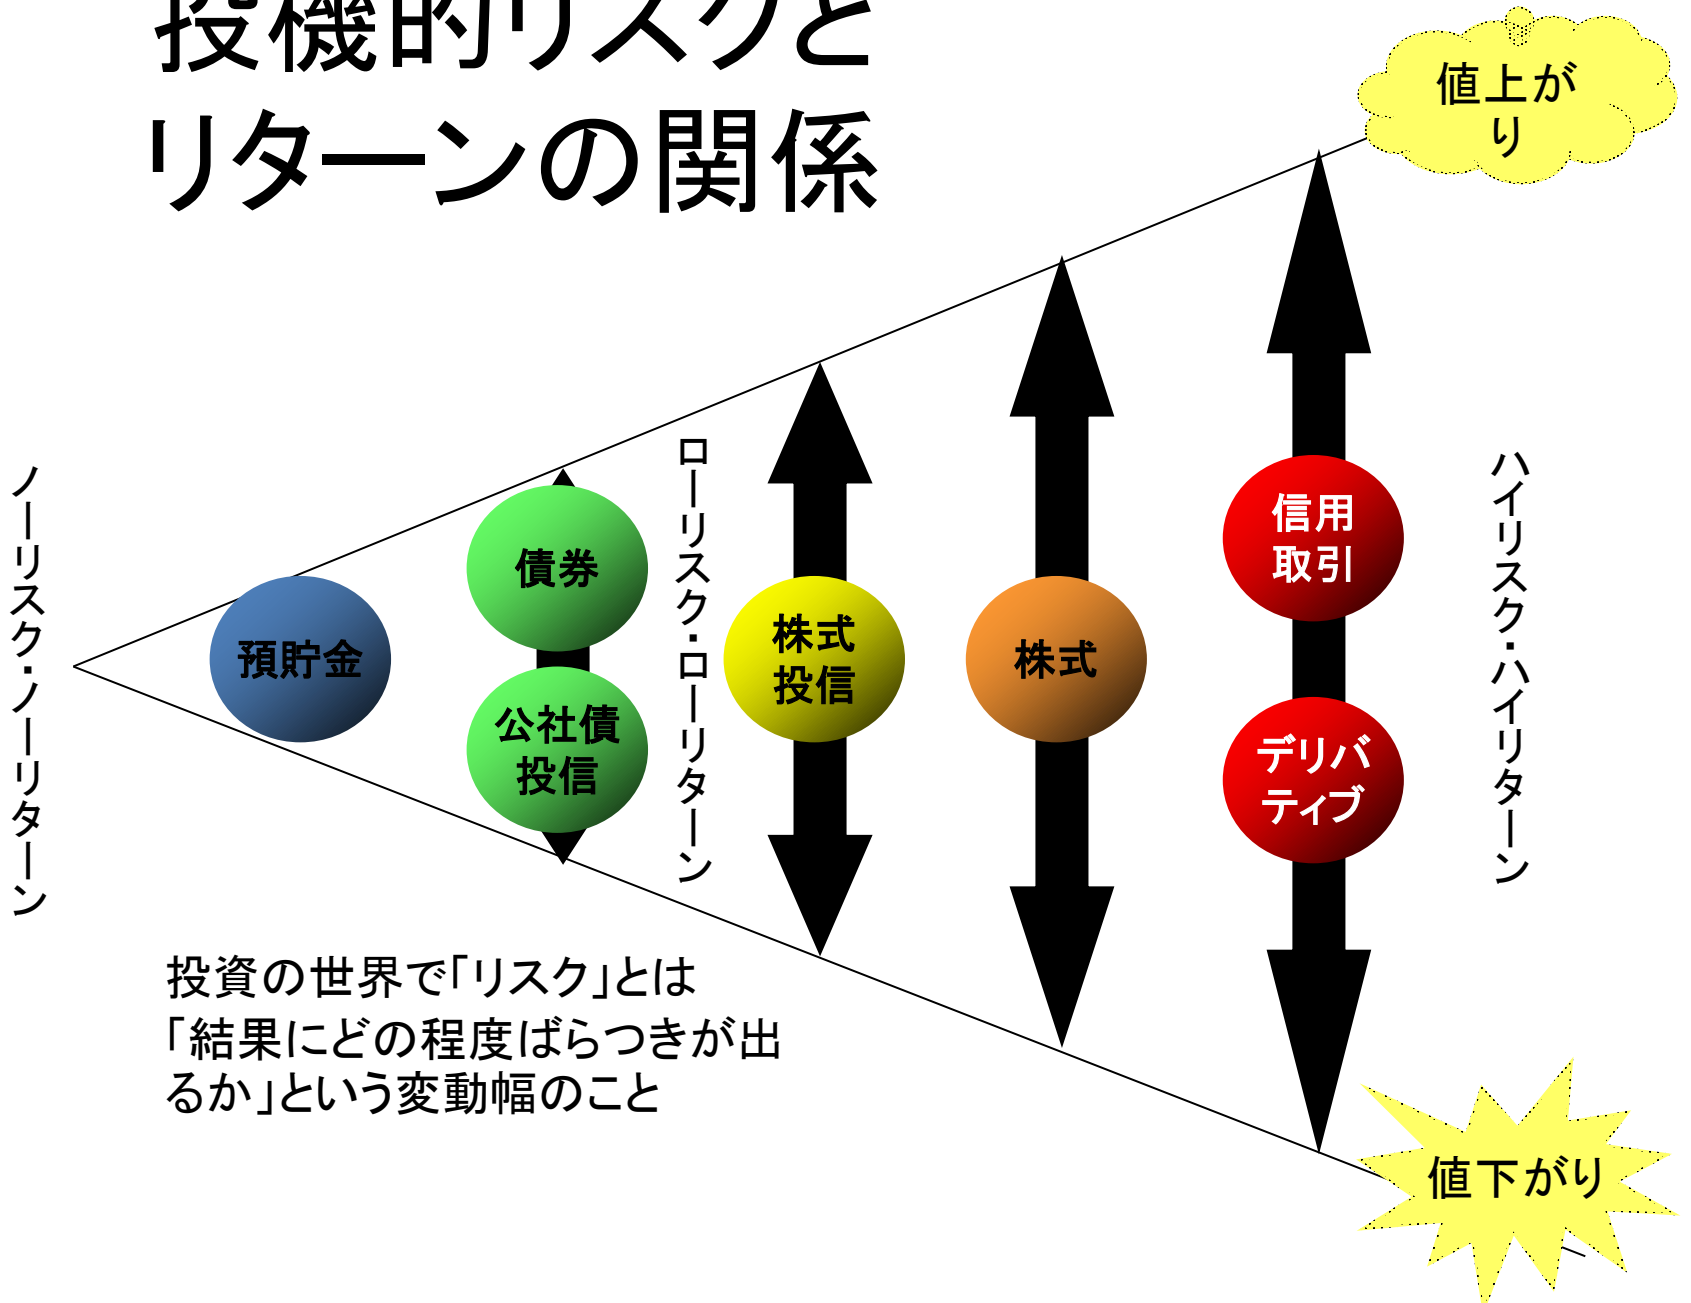 投機的リスクと
リターンの関係
値上が
り
ノーリスク・ノーリターン
預貯金
債券
公社債
投信
ローリスク・ローリターン
株式
投信
株式
信用
取引
デリバ
ティブ
ハイリスク・ハイリターン
投資の世界で「リスク」とは
「結果にどの程度ばらつきが出
るか」という変動幅のこと
値下がり